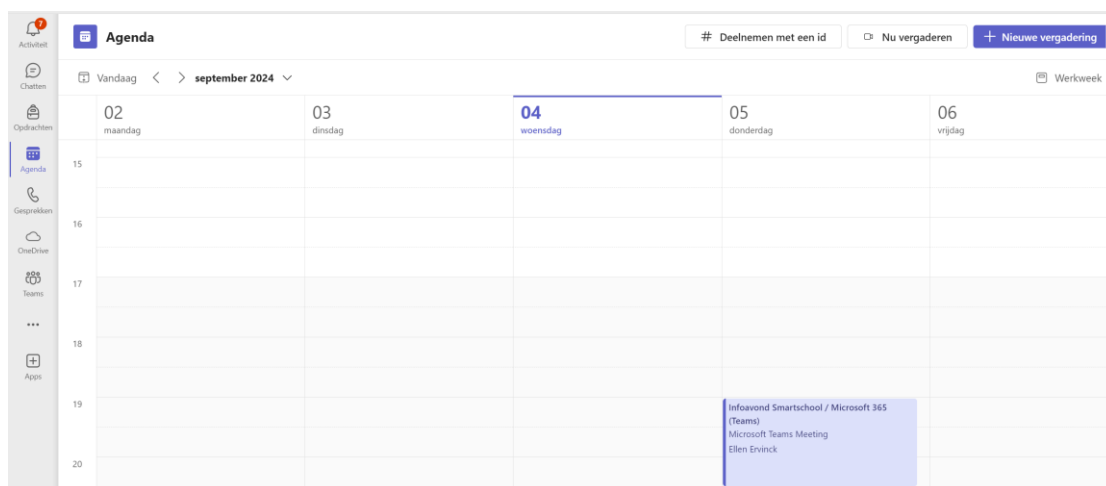 7
Activiteit
Chatten
Opdrachten
Agenda
Gesprekken
OneDrive
Teams
Apps
Agenda
# Deelnemen met een id
Nu vergaderen
+ Nieuwe vergadering
Vandaag
september 2024
Werkweek
02
maandag
03
dinsdag
04
woensdag
05
donderdag
06
vrijdag
15
16
17
18
19
20
Infoavond Smartschool / Microsoft 365
(Teams)
Microsoft Teams Meeting
Ellen Ervinck